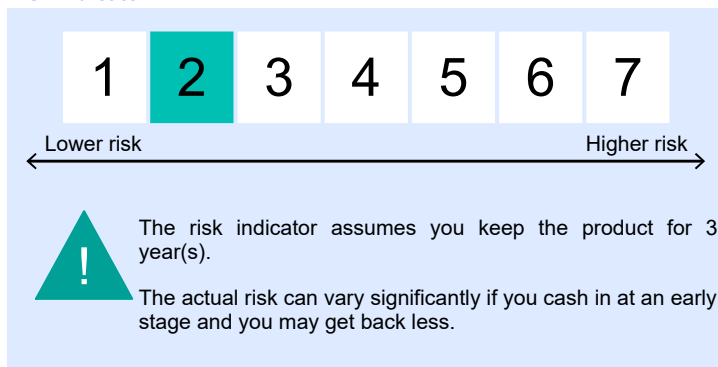 1 2 3 4 5 6 7
Lower risk Higher risk
The risk indicator assumes you keep the product for 3
year(s).
!
The actual risk can vary significantly if you cash in at an early
stage and you may get back less.